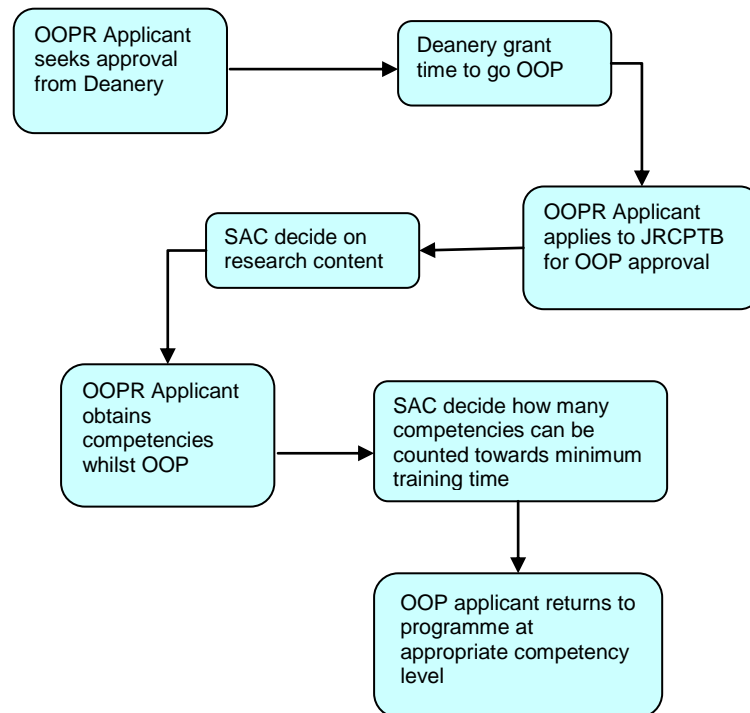 OOPR Applicant
seeks approval
from Deanery
Deanery grant
time to go OOP
OOPR Applicant
applies to JRCPTB
for OOP approval
SAC decide on
research content
OOPR Applicant
obtains
competencies
whilst OOP
SAC decide how many
competencies can be
counted towards minimum
training time
OOP applicant returns to
programme at
appropriate competency
level